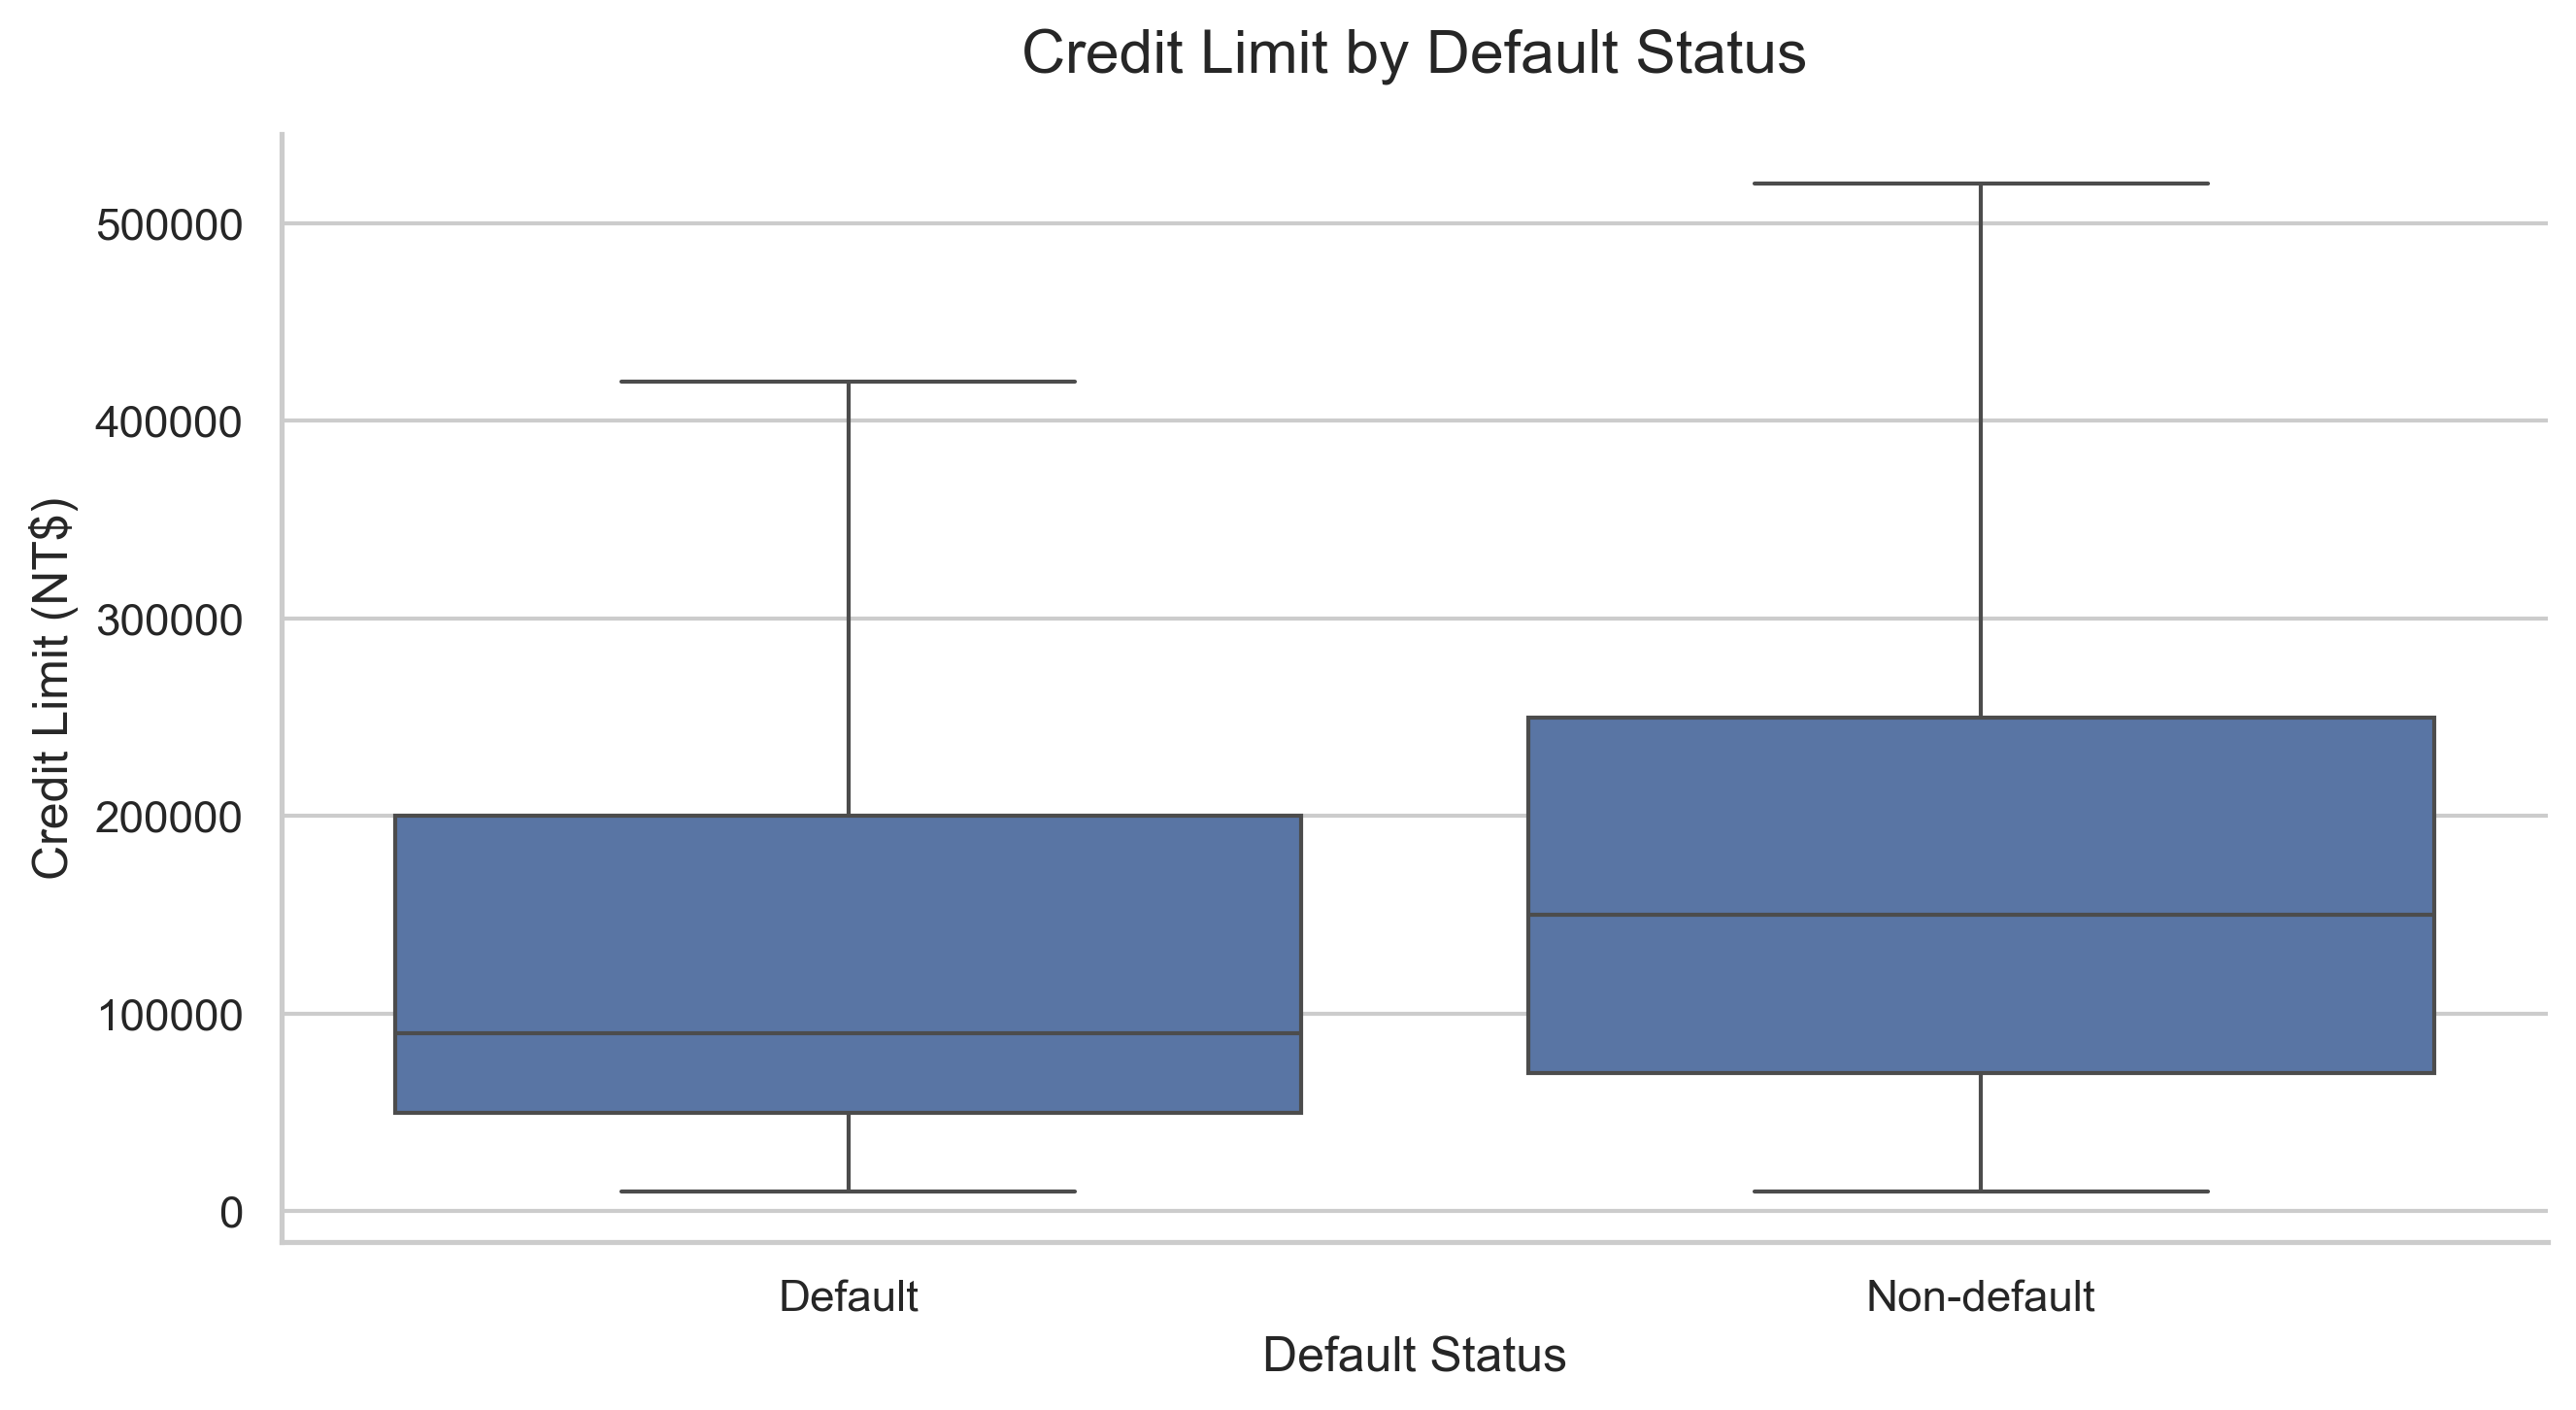 Credit Limit by Default Status
Credit Limit (NT$)
500000
400000
300000
200000
100000
0
Default
Non-default
Default Status